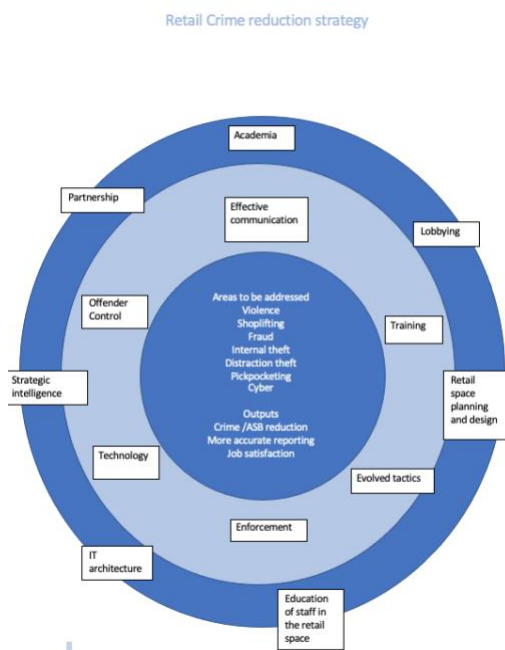 Retail Crime reduction strategy
Academia
Partnership
Effective
communication
Lobbying
Offender
Control
Areas to be addressed
Violence
Shoplifting
Fraud
Internal theft
Distraction theft
Pickpocketing
Cyber
Outputs
Crime /ASB reduction
More accurate reporting
Job satisfaction
Training
Strategic
intelligence
Retail
space
planning
and design
Technology
Evolved tactics
Enforcement
IT
architecture
Education
of staff in
the retail
space